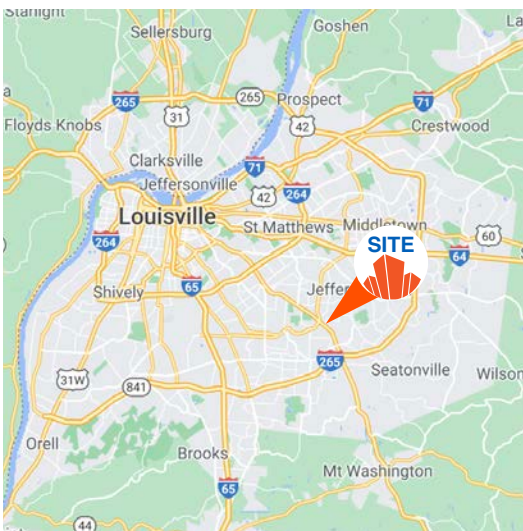 Starlight
Sellersburg
Goshen
La
265
265
Prospect
71
31
42
Floyds Knobs
Crestwood
Clarksville
71
Jeffersonville
42
264
Louisville
St Matthews
Middletown
60
264
SITE
64
Shively
65
Jeffe
265
Seatonville
Wilson
31W
841
Orell
Brooks
Mt Washington
65
44